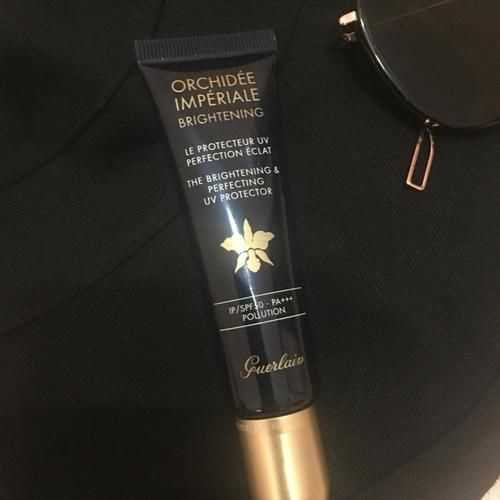 ORCHIDÉE
IMPÉRIALE
BRIGHTENING
LE PROTECTEUR UV
PERFECTION ÉCLAT
THE BRIGHTENING &
PERFECTING
UV PROTECTOR
IP/SPF50 - PA+++
POLLUTION
Guerlain